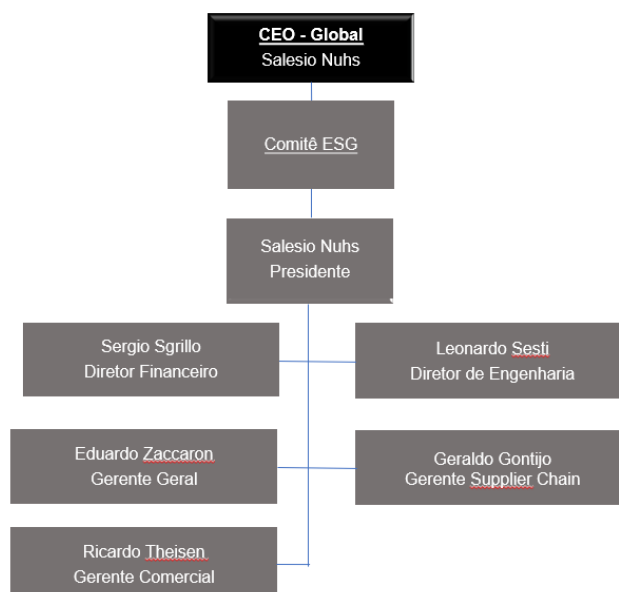 CEO - Global
Salesio Nuhs
Comitê ESG
Salesio Nuhs
Presidente
Sergio Sgrillo
Diretor Financeiro
Leonardo Sesti
Diretor de Engenharia
Eduardo Zaccaron
Gerente Geral
Geraldo Gontijo
Gerente Supplier Chain
Ricardo Theisen
Gerente Comercial